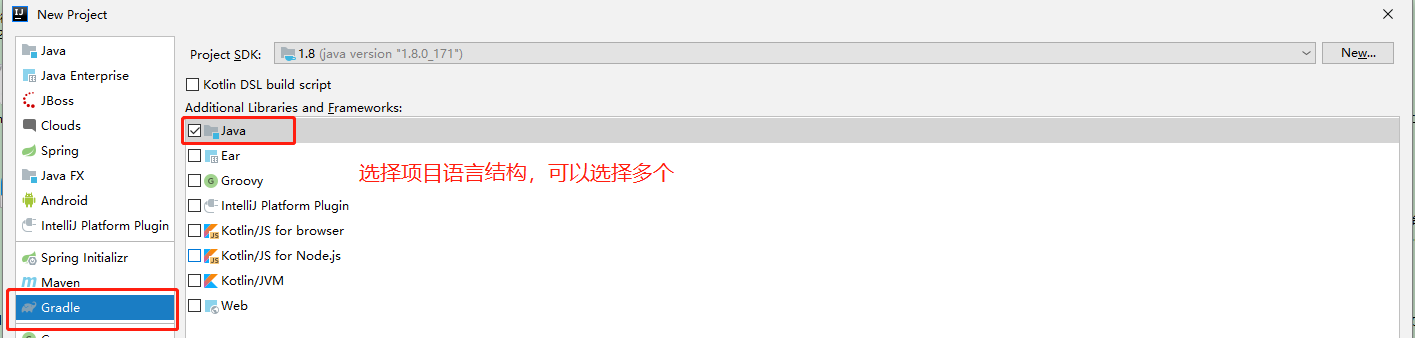 New Project
Java
Java Enterprise
JBoss
Clouds
Spring
Java FX
Android
IntelliJ Platform Plugin
Spring Initializr
Maven
Gradle
Project SDK:
1.8 (java version "1.8.0_171")
New...
Kotlin DSL build script
Additional Libraries and Frameworks:
Java
Ear
Groovy
IntelliJ Platform Plugin
Kotlin/JS for browser
Kotlin/JS for Node.js
Kotlin/JVM
Web
选择项目语言结构，可以选择多个